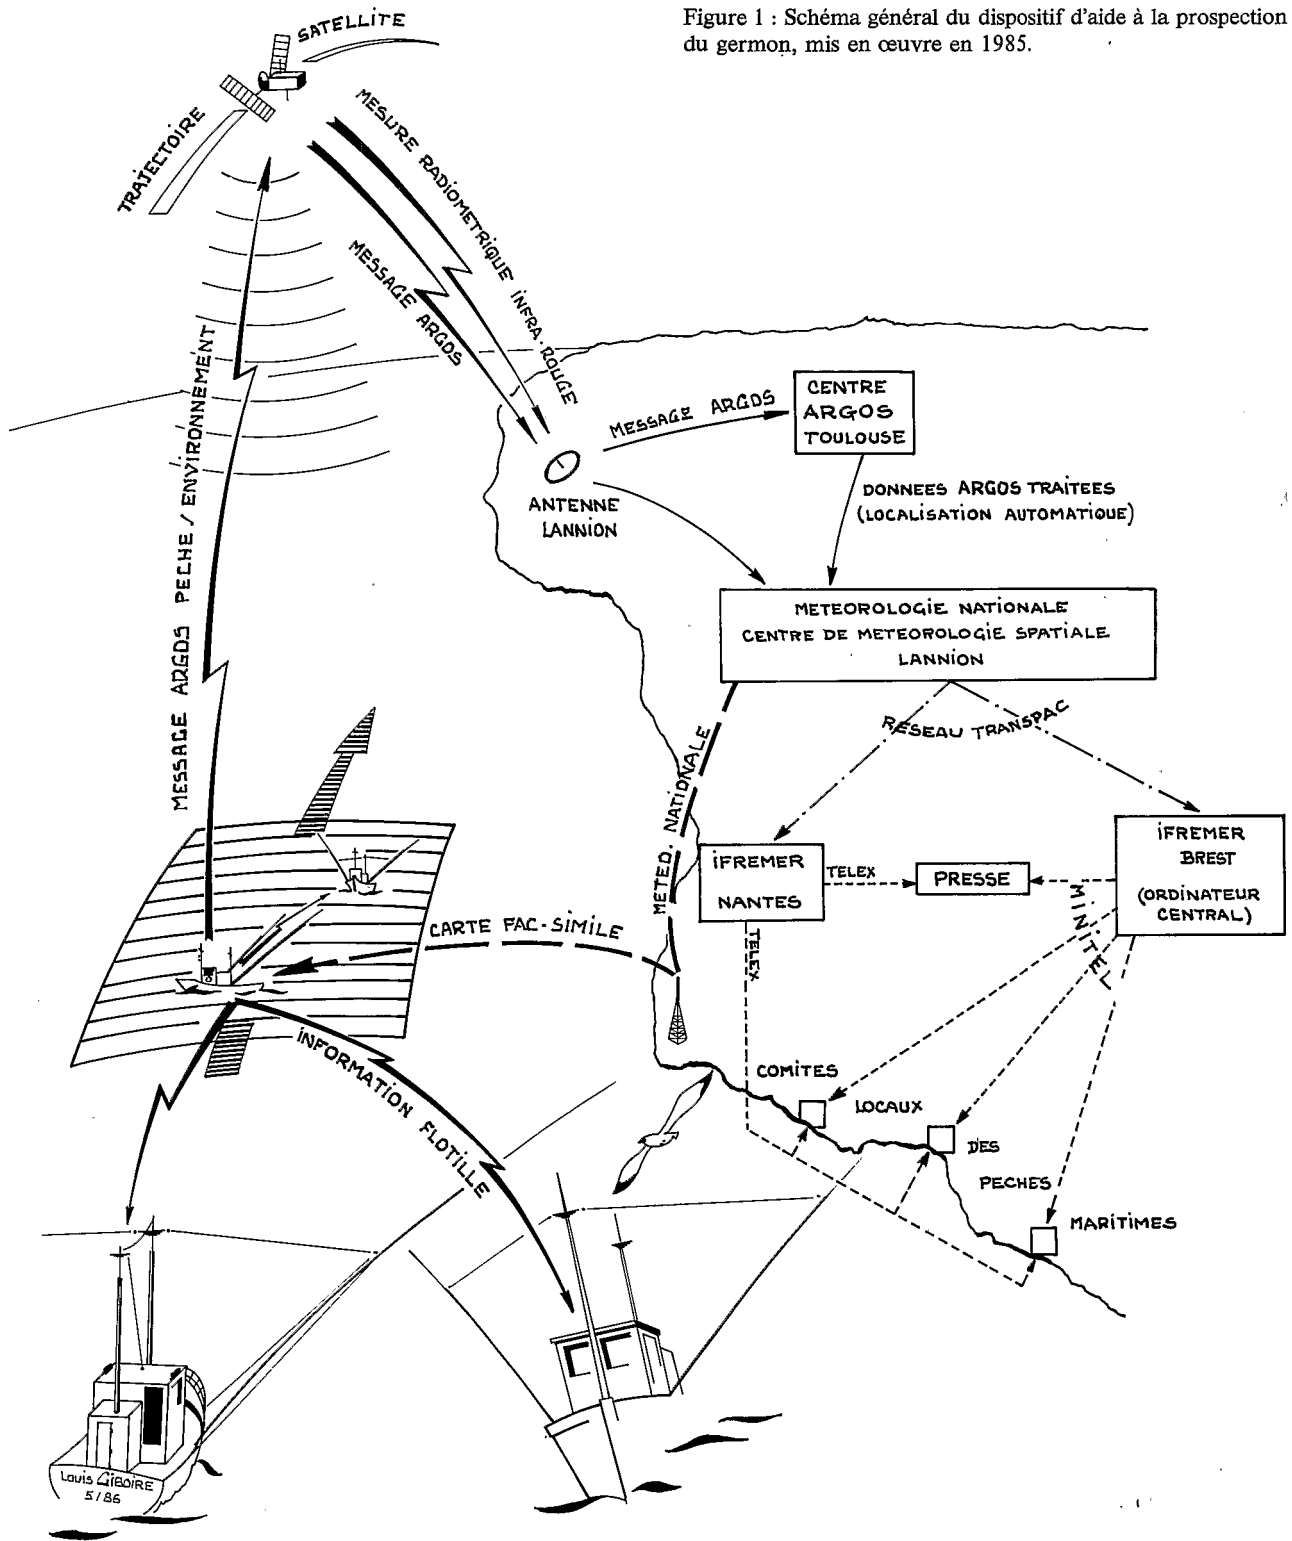 Figure 1 : Schéma général du dispositif d'aide à la prospection
du germon, mis en œuvre en 1985.
SATELLITE
TRAJECTOIRE
MESURE RADIOMETRIQUE INFRA-ROUGE
MESSAGE ARGOS
MESSAGE ARGOS PECHE / ENVIRONNEMENT
MESSAGE ARGOS
CENTRE
ARGOS
TOULOUSE
ANTENNE
LANNION
DONNEES ARGOS TRAITEES
(LOCALISATION AUTOMATIQUE)
METEOROLOGIE NATIONALE
CENTRE DE METEOROLOGIE SPATIALE
LANNION
RESEAU TRANSPAC
METEO. NATIONALE
IFREMER
NANTES
TELEX
PRESSE
IFREMER
BREST
(ORDINATEUR
CENTRAL)
MINITEL
TELEX
CARTE FAC-SIMILE
INFORMATION FLOTILLE
COMITES
LOCAUX
DES
PECHES
MARITIMES
Louis GIBOIRE
5/86